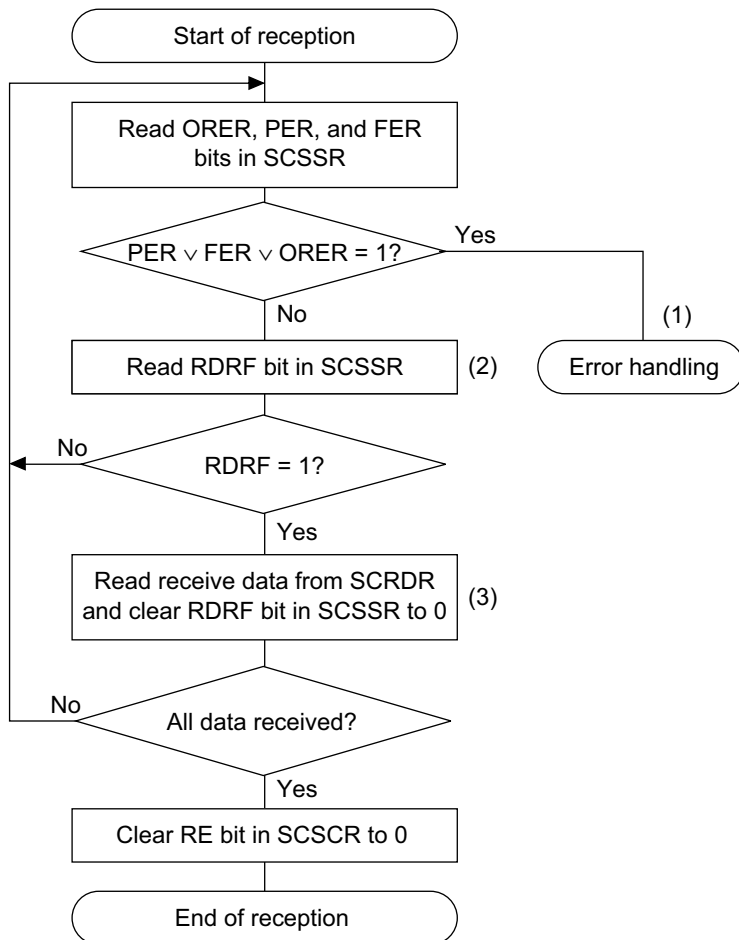 Start of reception
Read ORER, PER, and FER
bits in SCSSR
PER ∨ FER ∨ ORER = 1?
Yes
No
(1)
Error handling
Read RDRF bit in SCSSR
(2)
No
RDRF = 1?
Yes
Read receive data from SCRDR
and clear RDRF bit in SCSSR to 0
(3)
No
All data received?
Yes
Clear RE bit in SCSCR to 0
End of reception